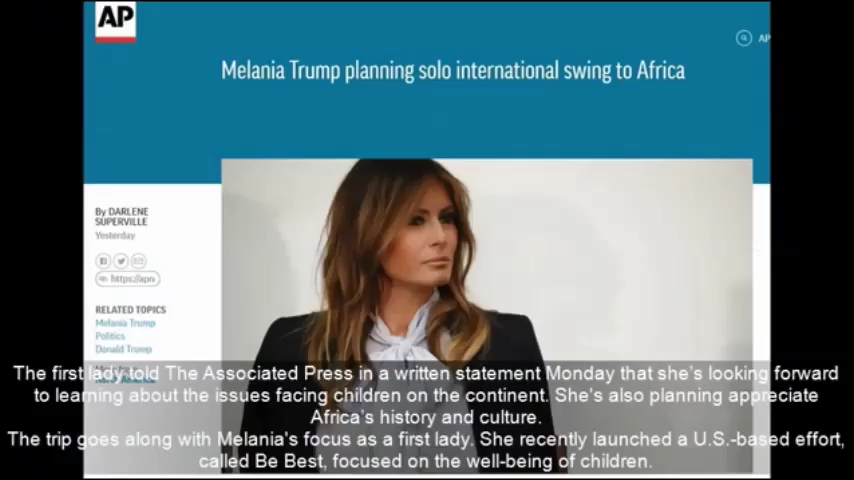 AP
AP
Melania Trump planning solo international swing to Africa
By DARLENE
SUPERVILLE
Yesterday
https://apn
RELATED TOPICS
Melania Trump
Politics
Donald Trump
The first lady told The Associated Press in a written statement Monday that she's looking forward
to learning about the issues facing children on the continent. She's also planning appreciate
Africa's history and culture.
The trip goes along with Melania's focus as a first lady. She recently launched a U.S.-based effort,
called Be Best, focused on the well-being of children.